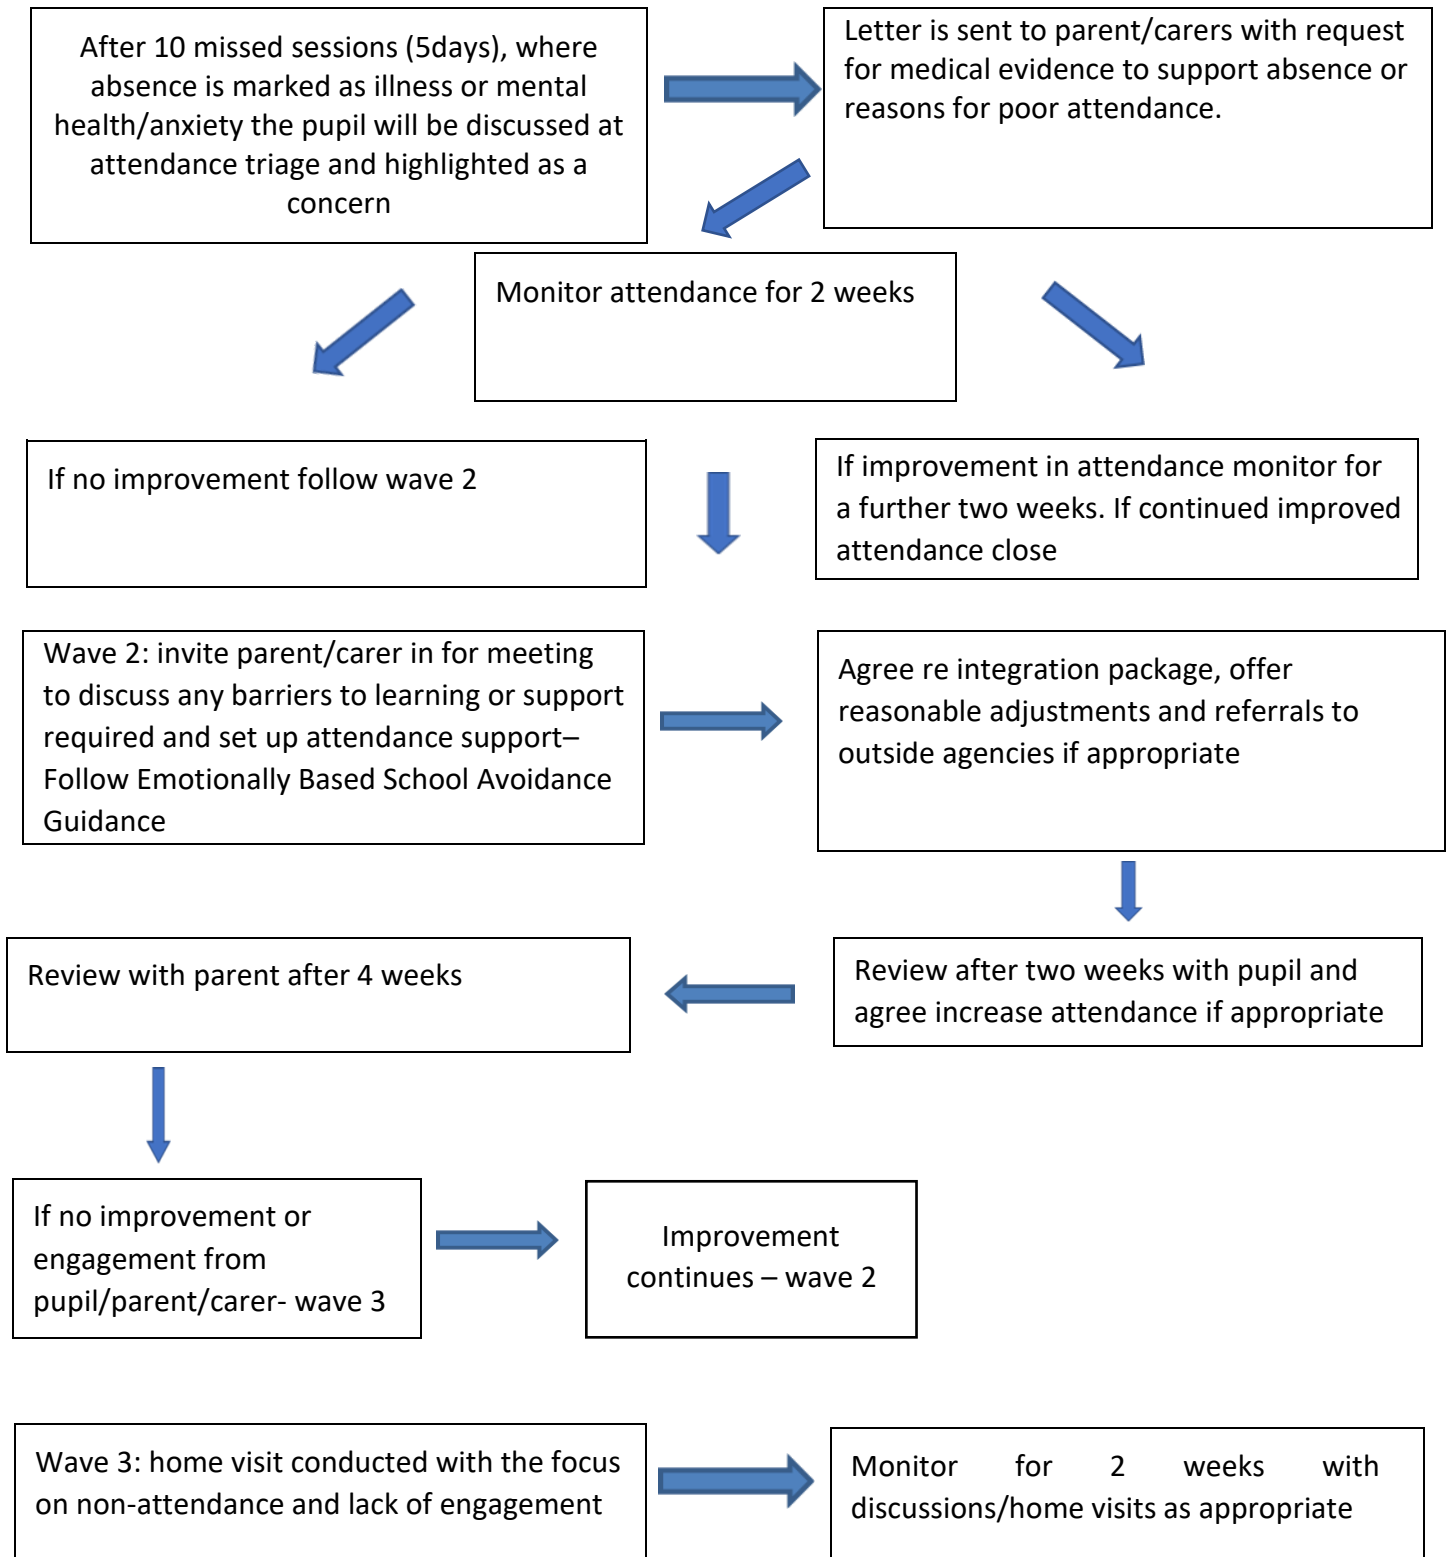 After 10 missed sessions (5days), where
absence is marked as illness or mental
health/anxiety the pupil will be discussed at
attendance triage and highlighted as a
concern
Letter is sent to parent/carers with request
for medical evidence to support absence or
reasons for poor attendance.
Monitor attendance for 2 weeks
If no improvement follow wave 2
If improvement in attendance monitor for
a further two weeks. If continued improved
attendance close
Wave 2: invite parent/carer in for meeting
to discuss any barriers to learning or support
required and set up attendance support–
Follow Emotionally Based School Avoidance
Guidance
Agree re integration package, offer
reasonable adjustments and referrals to
outside agencies if appropriate
Review after two weeks with pupil and
agree increase attendance if appropriate
Review with parent after 4 weeks
If no improvement or
engagement from
pupil/parent/carer- wave 3
Improvement
continues – wave 2
Wave 3: home visit conducted with the focus
on non-attendance and lack of engagement
Monitor for 2 weeks with
discussions/home visits as appropriate